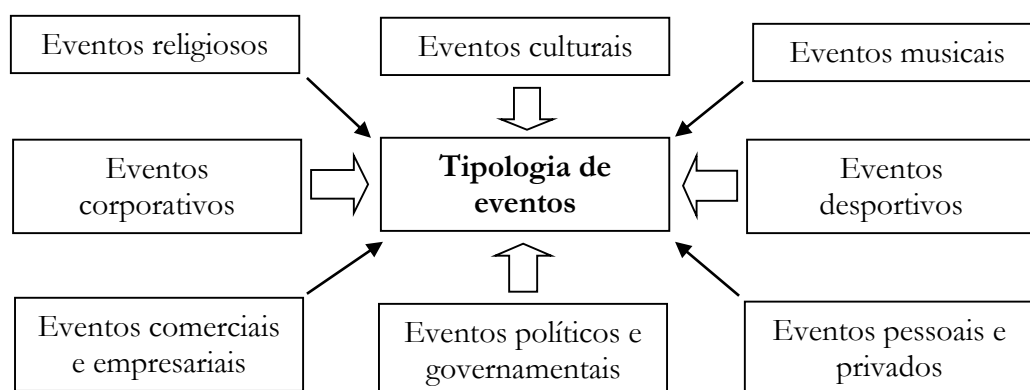 Eventos religiosos
Eventos culturais
Eventos musicais
Eventos
corporativos
Tipologia de
eventos
Eventos
desportivos
Eventos comerciais
e empresariais
Eventos políticos e
governamentais
Eventos pessoais e
privados